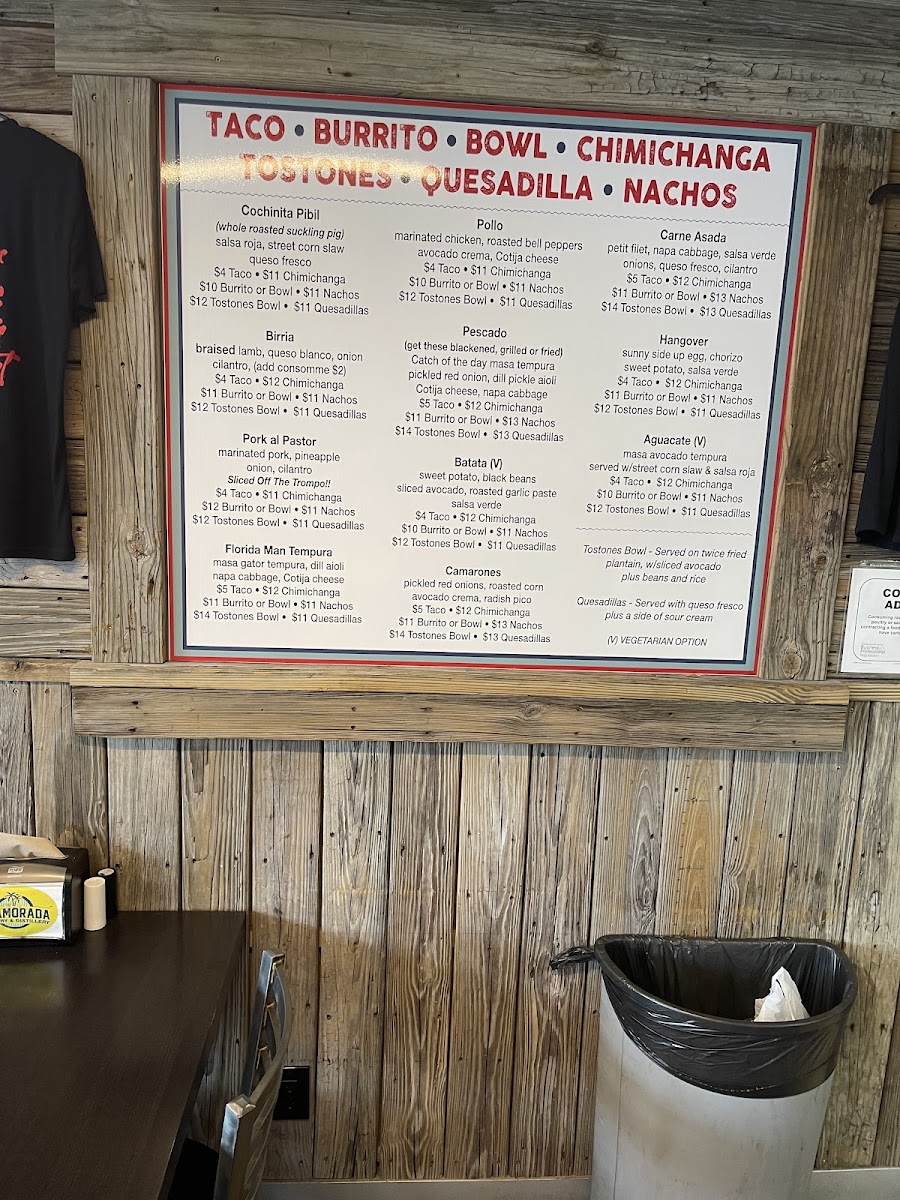 TACO • BURRITO • BOWL • CHIMICHANGA
TOSTONES • QUESADILLA • NACHOS
Cochinita Pibil
(whole roasted suckling pig)
salsa roja, street corn slaw
queso fresco
$4 Taco • $11 Chimichanga
$10 Burrito or Bowl • $11 Nachos
$12 Tostones Bowl • $11 Quesadillas
Birria
braised lamb, queso blanco, onion
cilantro, (add consomme $2)
$4 Taco • $12 Chimichanga
$11 Burrito or Bowl • $11 Nachos
$12 Tostones Bowl • $11 Quesadillas
Pork al Pastor
marinated pork, pineapple
onion, cilantro
Sliced Off The Trompo!!
$4 Taco • $11 Chimichanga
$12 Burrito or Bowl • $11 Nachos
$12 Tostones Bowl • $11 Quesadillas
Florida Man Tempura
masa gator tempura, dill aioli
napa cabbage, Cotija cheese
$5 Taco • $12 Chimichanga
$11 Burrito or Bowl • $11 Nachos
$14 Tostones Bowl • $11 Quesadillas
Pollo
marinated chicken, roasted bell peppers
avocado crema, Cotija cheese
$4 Taco • $11 Chimichanga
$10 Burrito or Bowl • $11 Nachos
$12 Tostones Bowl • $11 Quesadillas
Pescado
(get these blackened, grilled or fried)
Catch of the day masa tempura
pickled red onion, dill pickle aioli
Cotija cheese, napa cabbage
$5 Taco • $12 Chimichanga
$11 Burrito or Bowl • $13 Nachos
$14 Tostones Bowl • $13 Quesadillas
Batata (V)
sweet potato, black beans
sliced avocado, roasted garlic paste
salsa verde
$4 Taco • $12 Chimichanga
$10 Burrito or Bowl • $11 Nachos
$12 Tostones Bowl • $11 Quesadillas
Camarones
pickled red onions, roasted corn
avocado crema, radish pico
$5 Taco • $12 Chimichanga
$11 Burrito or Bowl • $13 Nachos
$14 Tostones Bowl • $13 Quesadillas
Carne Asada
petit filet, napa cabbage, salsa verde
onions, queso fresco, cilantro
$5 Taco • $12 Chimichanga
$11 Burrito or Bowl • $13 Nachos
$14 Tostones Bowl • $13 Quesadillas
Hangover
sunny side up egg, chorizo
sweet potato, salsa verde
$4 Taco • $12 Chimichanga
$11 Burrito or Bowl • $11 Nachos
$12 Tostones Bowl • $11 Quesadillas
Aguacate (V)
masa avocado tempura
served w/street corn slaw & salsa roja
$4 Taco • $12 Chimichanga
$10 Burrito or Bowl • $11 Nachos
$12 Tostones Bowl • $11 Quesadillas
Tostones Bowl - Served on twice fried
plantain, w/sliced avocado
plus beans and rice
Quesadillas - Served with queso fresco
plus a side of sour cream
(V) VEGETARIAN OPTION
CO
AD
AMORADA
& DISTILLERY